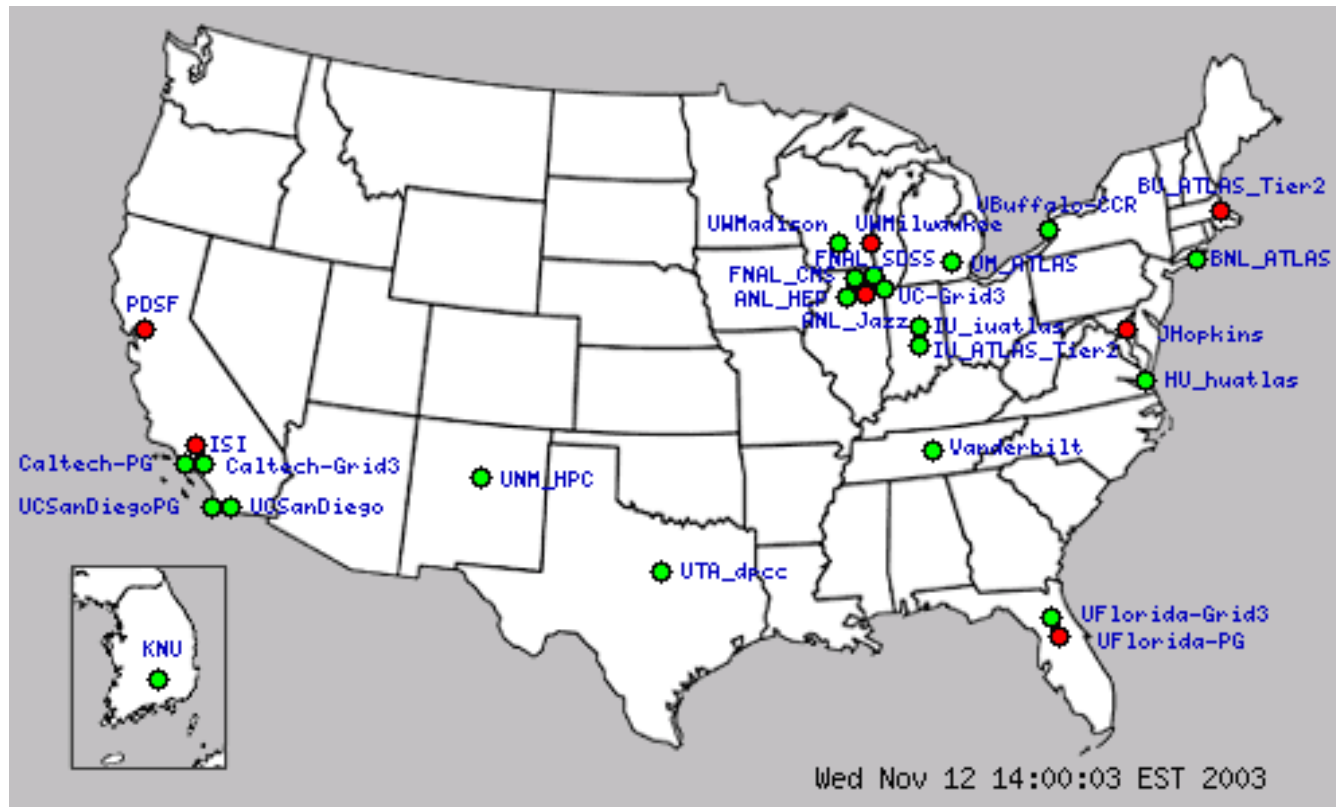 BU_ATLAS_Tier2
UBuffalo-CCR
UWMadison
UWMilwaukee
FNAL_SDSS
UM_ATLAS
BNL_ATLAS
FNAL_CMS
ANL_HEP
UC-Grid3
PDSF
ANL_Jazz
IU_iuatlas
JHopkins
IU_ATLAS_Tier2
HU_huatlas
ISI
Vanderbilt
Caltech-PG
Caltech-Grid3
UNM_HPC
UCSanDiegoPG
UCSanDiego
UTA_dpcc
UFlorida-Grid3
UFlorida-PG
KNU
Wed Nov 12 14:00:03 EST 2003